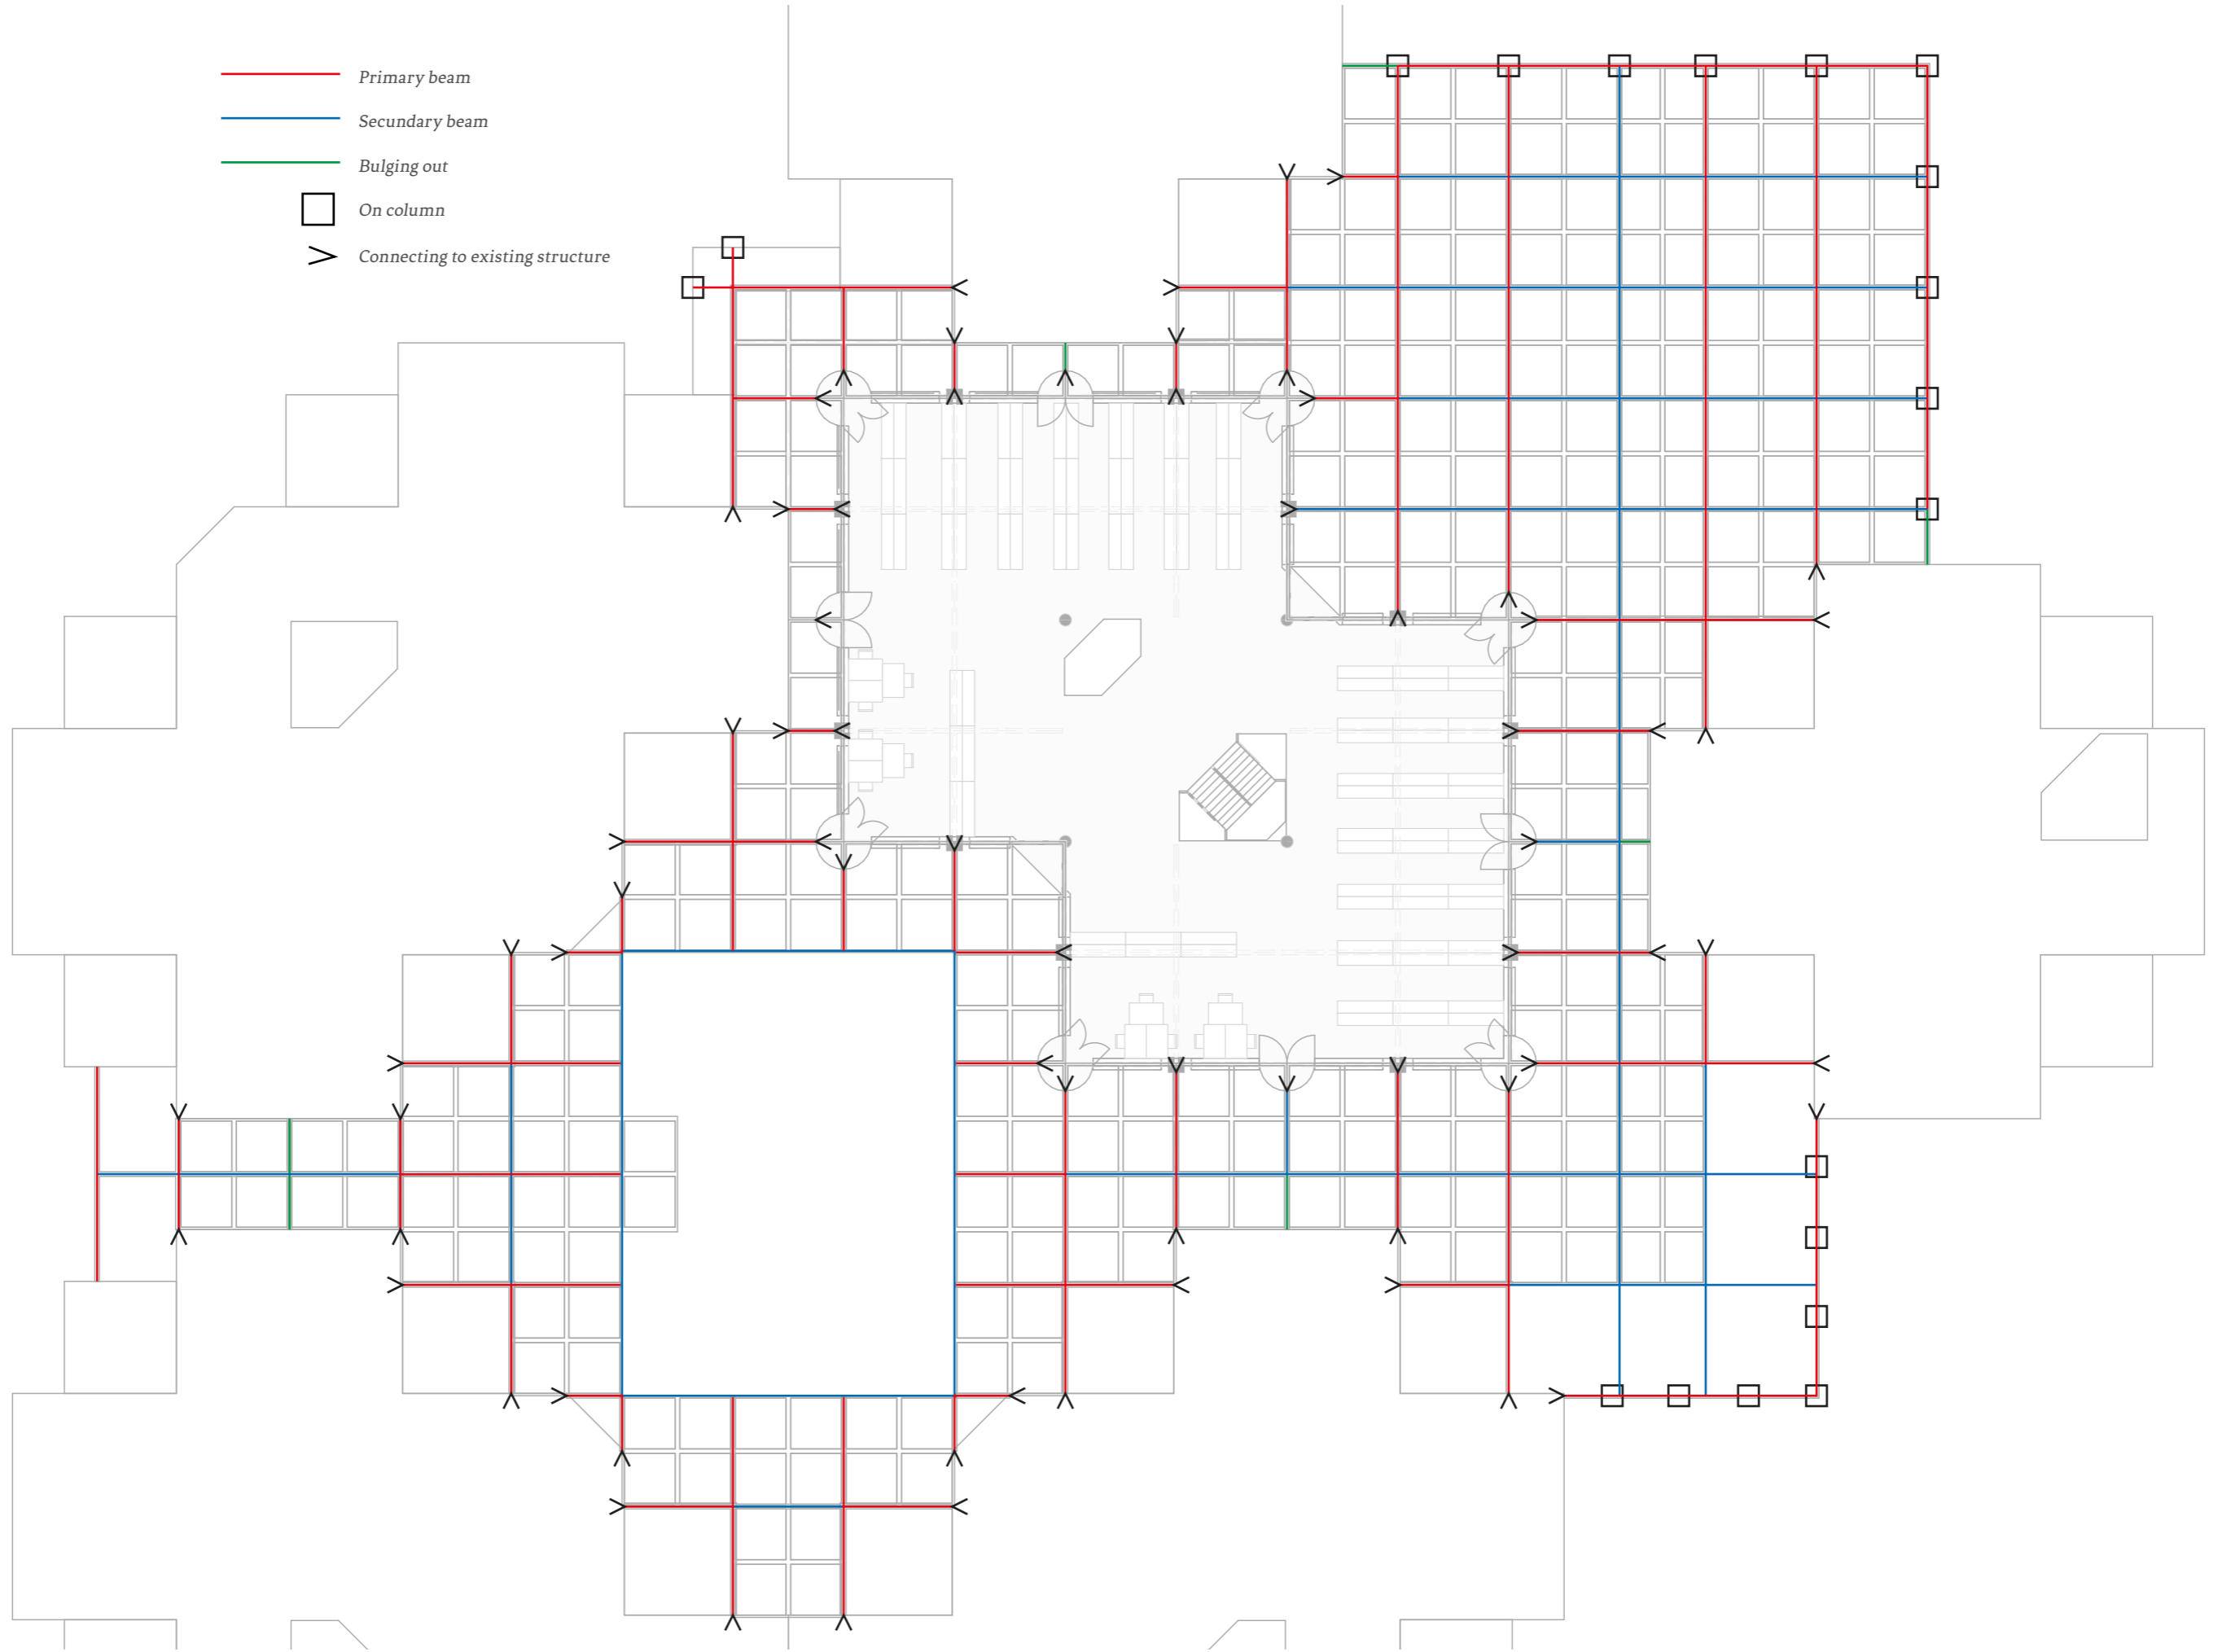 Primary beam
Secundary beam
Bulging out
On column
Connecting to existing structure